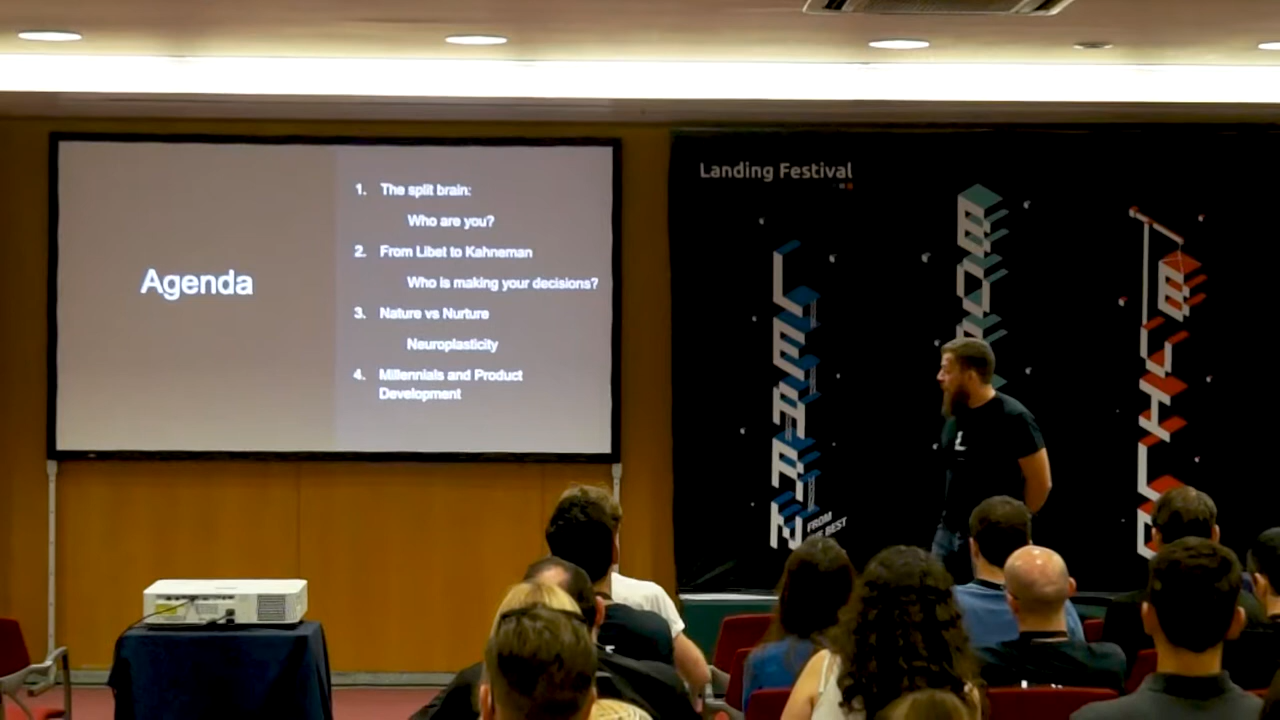 Agenda
1. The split brain:
Who are you?
2. From Libet to Kahneman
Who is making your decisions?
3. Nature vs Nurture
Neuroplasticity
4. Millennials and Product
Development
Landing Festival
LEARN
FROM
BEST
BUILD